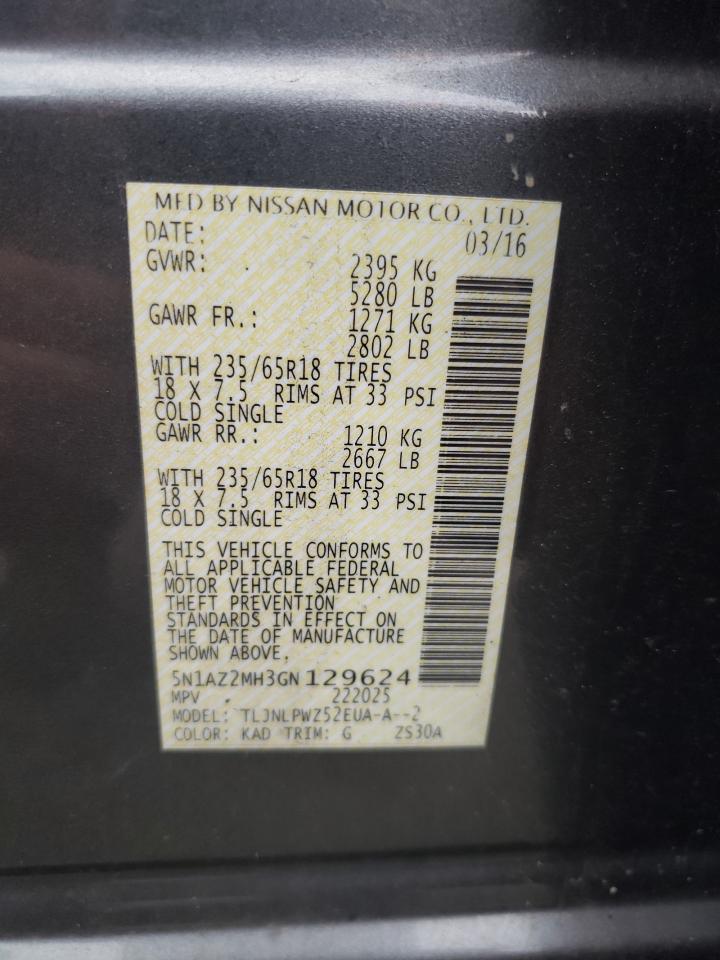 MFD BY NISSAN MOTOR CO., LTD.
DATE: 03/16
GVWR: 2395 KG
5280 LB
GAWR FR.: 1271 KG
2802 LB
WITH 235/65R18 TIRES
18 X 7.5 RIMS AT 33 PSI
COLD SINGLE
GAWR RR.: 1210 KG
2667 LB
WITH 235/65R18 TIRES
18 X 7.5 RIMS AT 33 PSI
COLD SINGLE
THIS VEHICLE CONFORMS TO
ALL APPLICABLE FEDERAL
MOTOR VEHICLE SAFETY AND
THEFT PREVENTION
STANDARDS IN EFFECT ON
THE DATE OF MANUFACTURE
SHOWN ABOVE.
5N1AZ2MH3GN129624
MPV 222025
MODEL: TLJNLPWZ52EUA-A--2
COLOR: KAD TRIM: G ZS30A